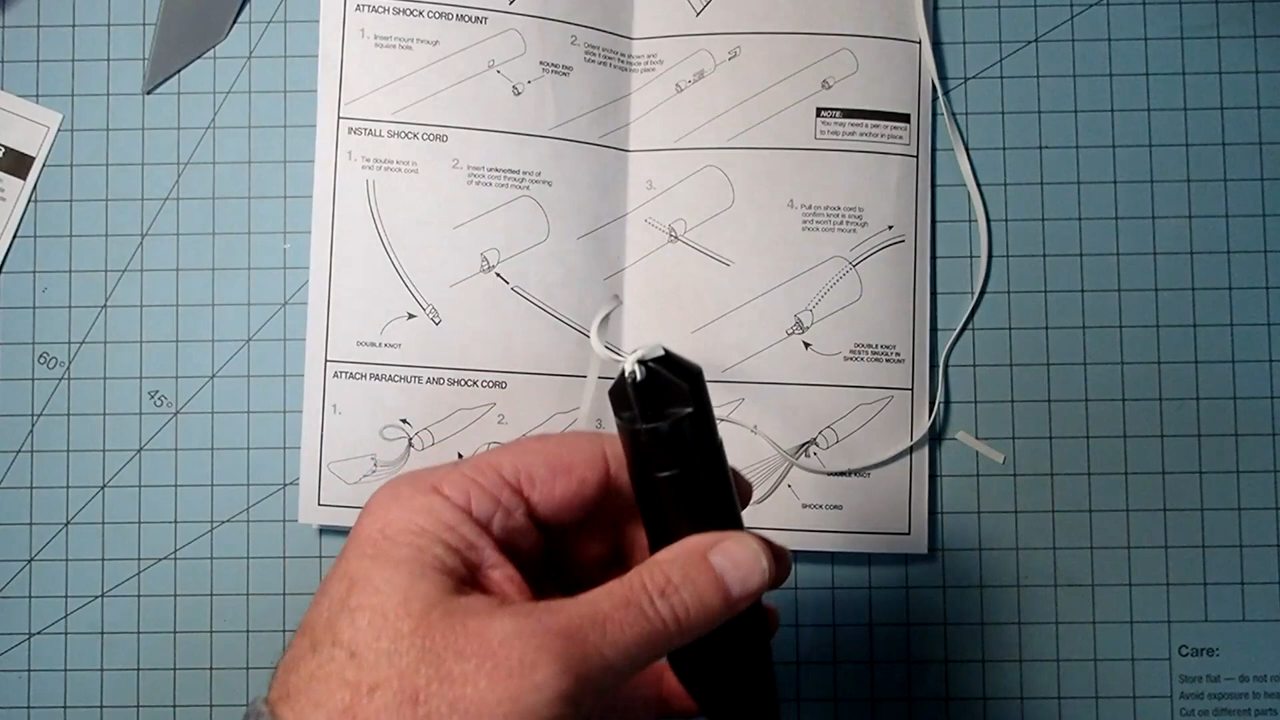 ATTACH SHOCK CORD MOUNT
1. Insert mount through
square hole.
ROUND END
TO FRONT
2. Orient anchor as shown and
slide it down the inside of body
tube until it snaps into place.
NOTE:
You may need a pen or pencil
to help push anchor in place.
INSTALL SHOCK CORD
1. Tie double knot in
end of shock cord.
DOUBLE KNOT
2. Insert unknotted end of
shock cord through opening
of shock cord mount.
3.
4. Pull on shock cord to
confirm knot is snug
and won't pull through
shock cord mount.
DOUBLE KNOT
RESTS SNUGLY IN
SHOCK CORD MOUNT
ATTACH PARACHUTE AND SHOCK CORD
1.
2.
3.
4.
DOUBLE KNOT
SHOCK CORD
R
60°
45°
Care:
Store flat — do not ro
Avoid exposure to hea
Cut on different parts